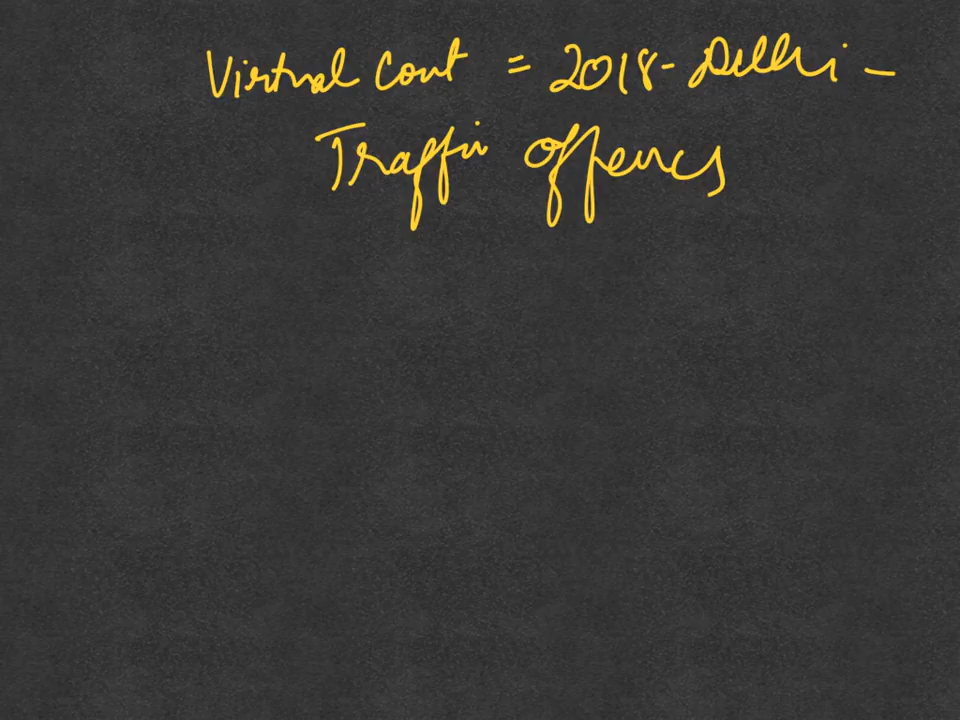 Virtual Cout = 2018 - Delhi -
Traffic offences